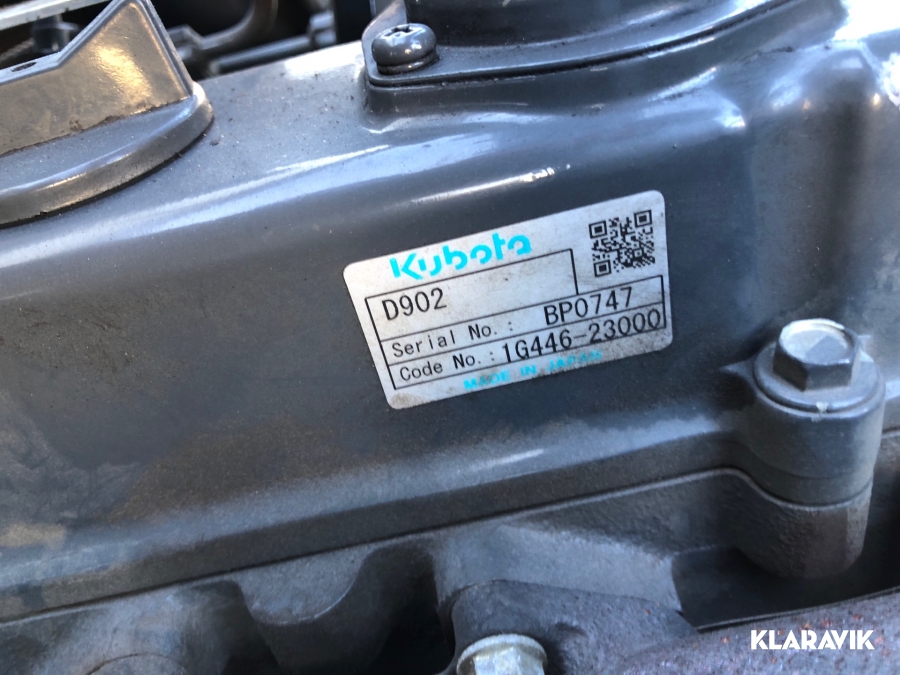 Kubota
D902
Serial No. : BP0747
Code No. : 1G446-23000
MADE IN JAPAN
KLARAVIK